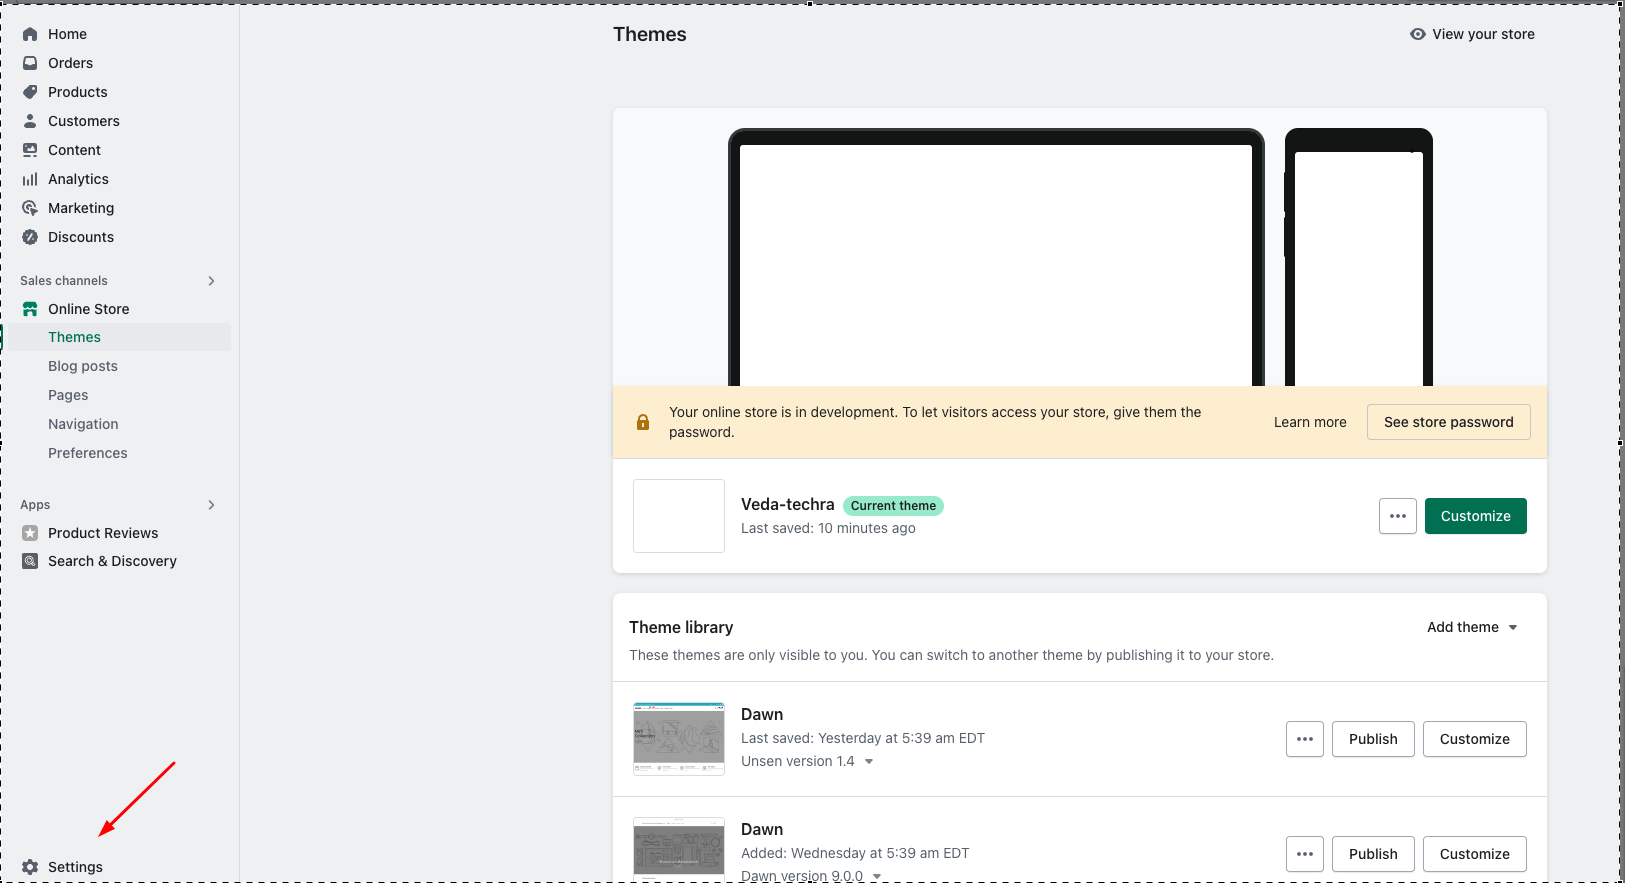 Home
Orders
Products
Customers
Content
Analytics
Marketing
Discounts
Sales channels
Online Store
Themes
Blog posts
Pages
Navigation
Preferences
Apps
Product Reviews
Search & Discovery
Settings
Themes
View your store
Your online store is in development. To let visitors access your store, give them the
password.
Learn more
See store password
Veda-techra Current theme
Last saved: 10 minutes ago
Customize
Theme library
Add theme
These themes are only visible to you. You can switch to another theme by publishing it to your store.
Dawn
Last saved: Yesterday at 5:39 am EDT
Unsen version 1.4
Publish
Customize
Dawn
Added: Wednesday at 5:39 am EDT
Dawn version 9.0.0
Publish
Customize